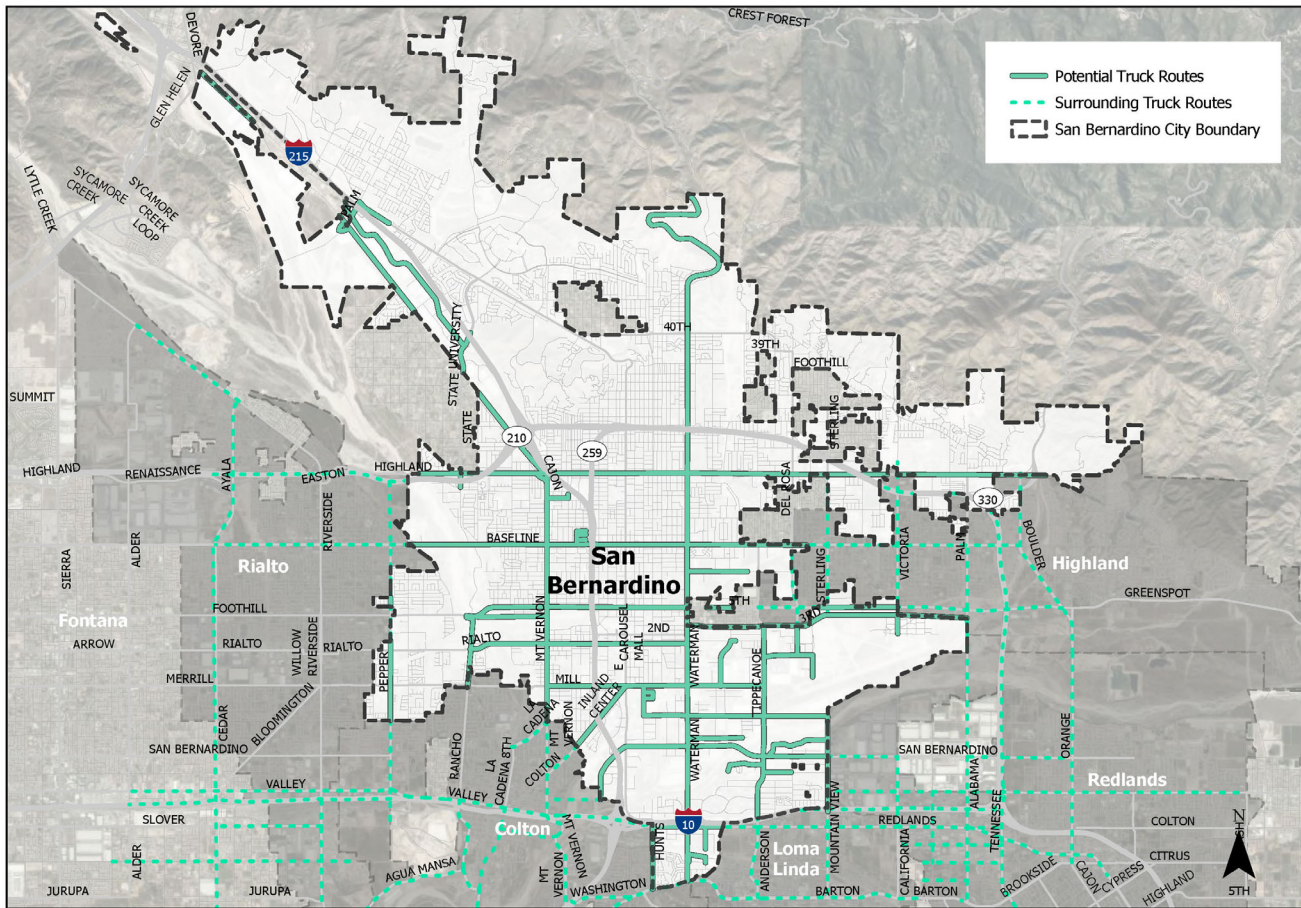 CREST FOREST
DEVORE
GLEN HELEN
Potential Truck Routes
Surrounding Truck Routes
San Bernardino City Boundary
215
LYTLE CREEK
SYCAMORE
CREEK
SYCAMORE
CREEK
LOOP
PALM
STATE UNIVERSITY
40TH
39TH
FOOTHILL
SUMMIT
STATE
210
259
STERLING
HIGHLAND
RENAISSANCE
AYALA
EASTON
HIGHLAND
CAJON
DEL ROSA
330
RIVERSIDE
BASELINE
SIERRA
ALDER
Rialto
San
Bernardino
STERLING
VICTORIA
PALM
BOULDER
Highland
GREENSPOT
Fontana
FOOTHILL
5TH
3RD
ARROW
RIALTO
WILLOW
RIVERSIDE
RIALTO
RIALTO
MT VERNON
E
CAROUSEL
MALL
2ND
WATERMAN
TIPPECANOE
MERRILL
PEPPER
MILL
BLOOMINGTON
CEDAR
LA
CADENA
MT
VERNON
INLAND
CENTER
SAN BERNARDINO
RANCHO
LA
CADENA
8TH
COLTON
WATERMAN
SAN BERNARDINO
ORANGE
VALLEY
VALLEY
MOUNTAIN VIEW
ALABAMA
TENNESSEE
Redlands
SLOVER
Colton
MT VERNON
HUNTS
10
REDLANDS
COLTON
N
ALDER
AGUA MANSA
MT
VERNON
WASHINGTON
ANDERSON
Loma
Linda
CALIFORNIA
CITRUS
JURUPA
JURUPA
BARTON
BARTON
BROOKSIDE
CAJON
CYPRESS
HIGHLAND
5TH